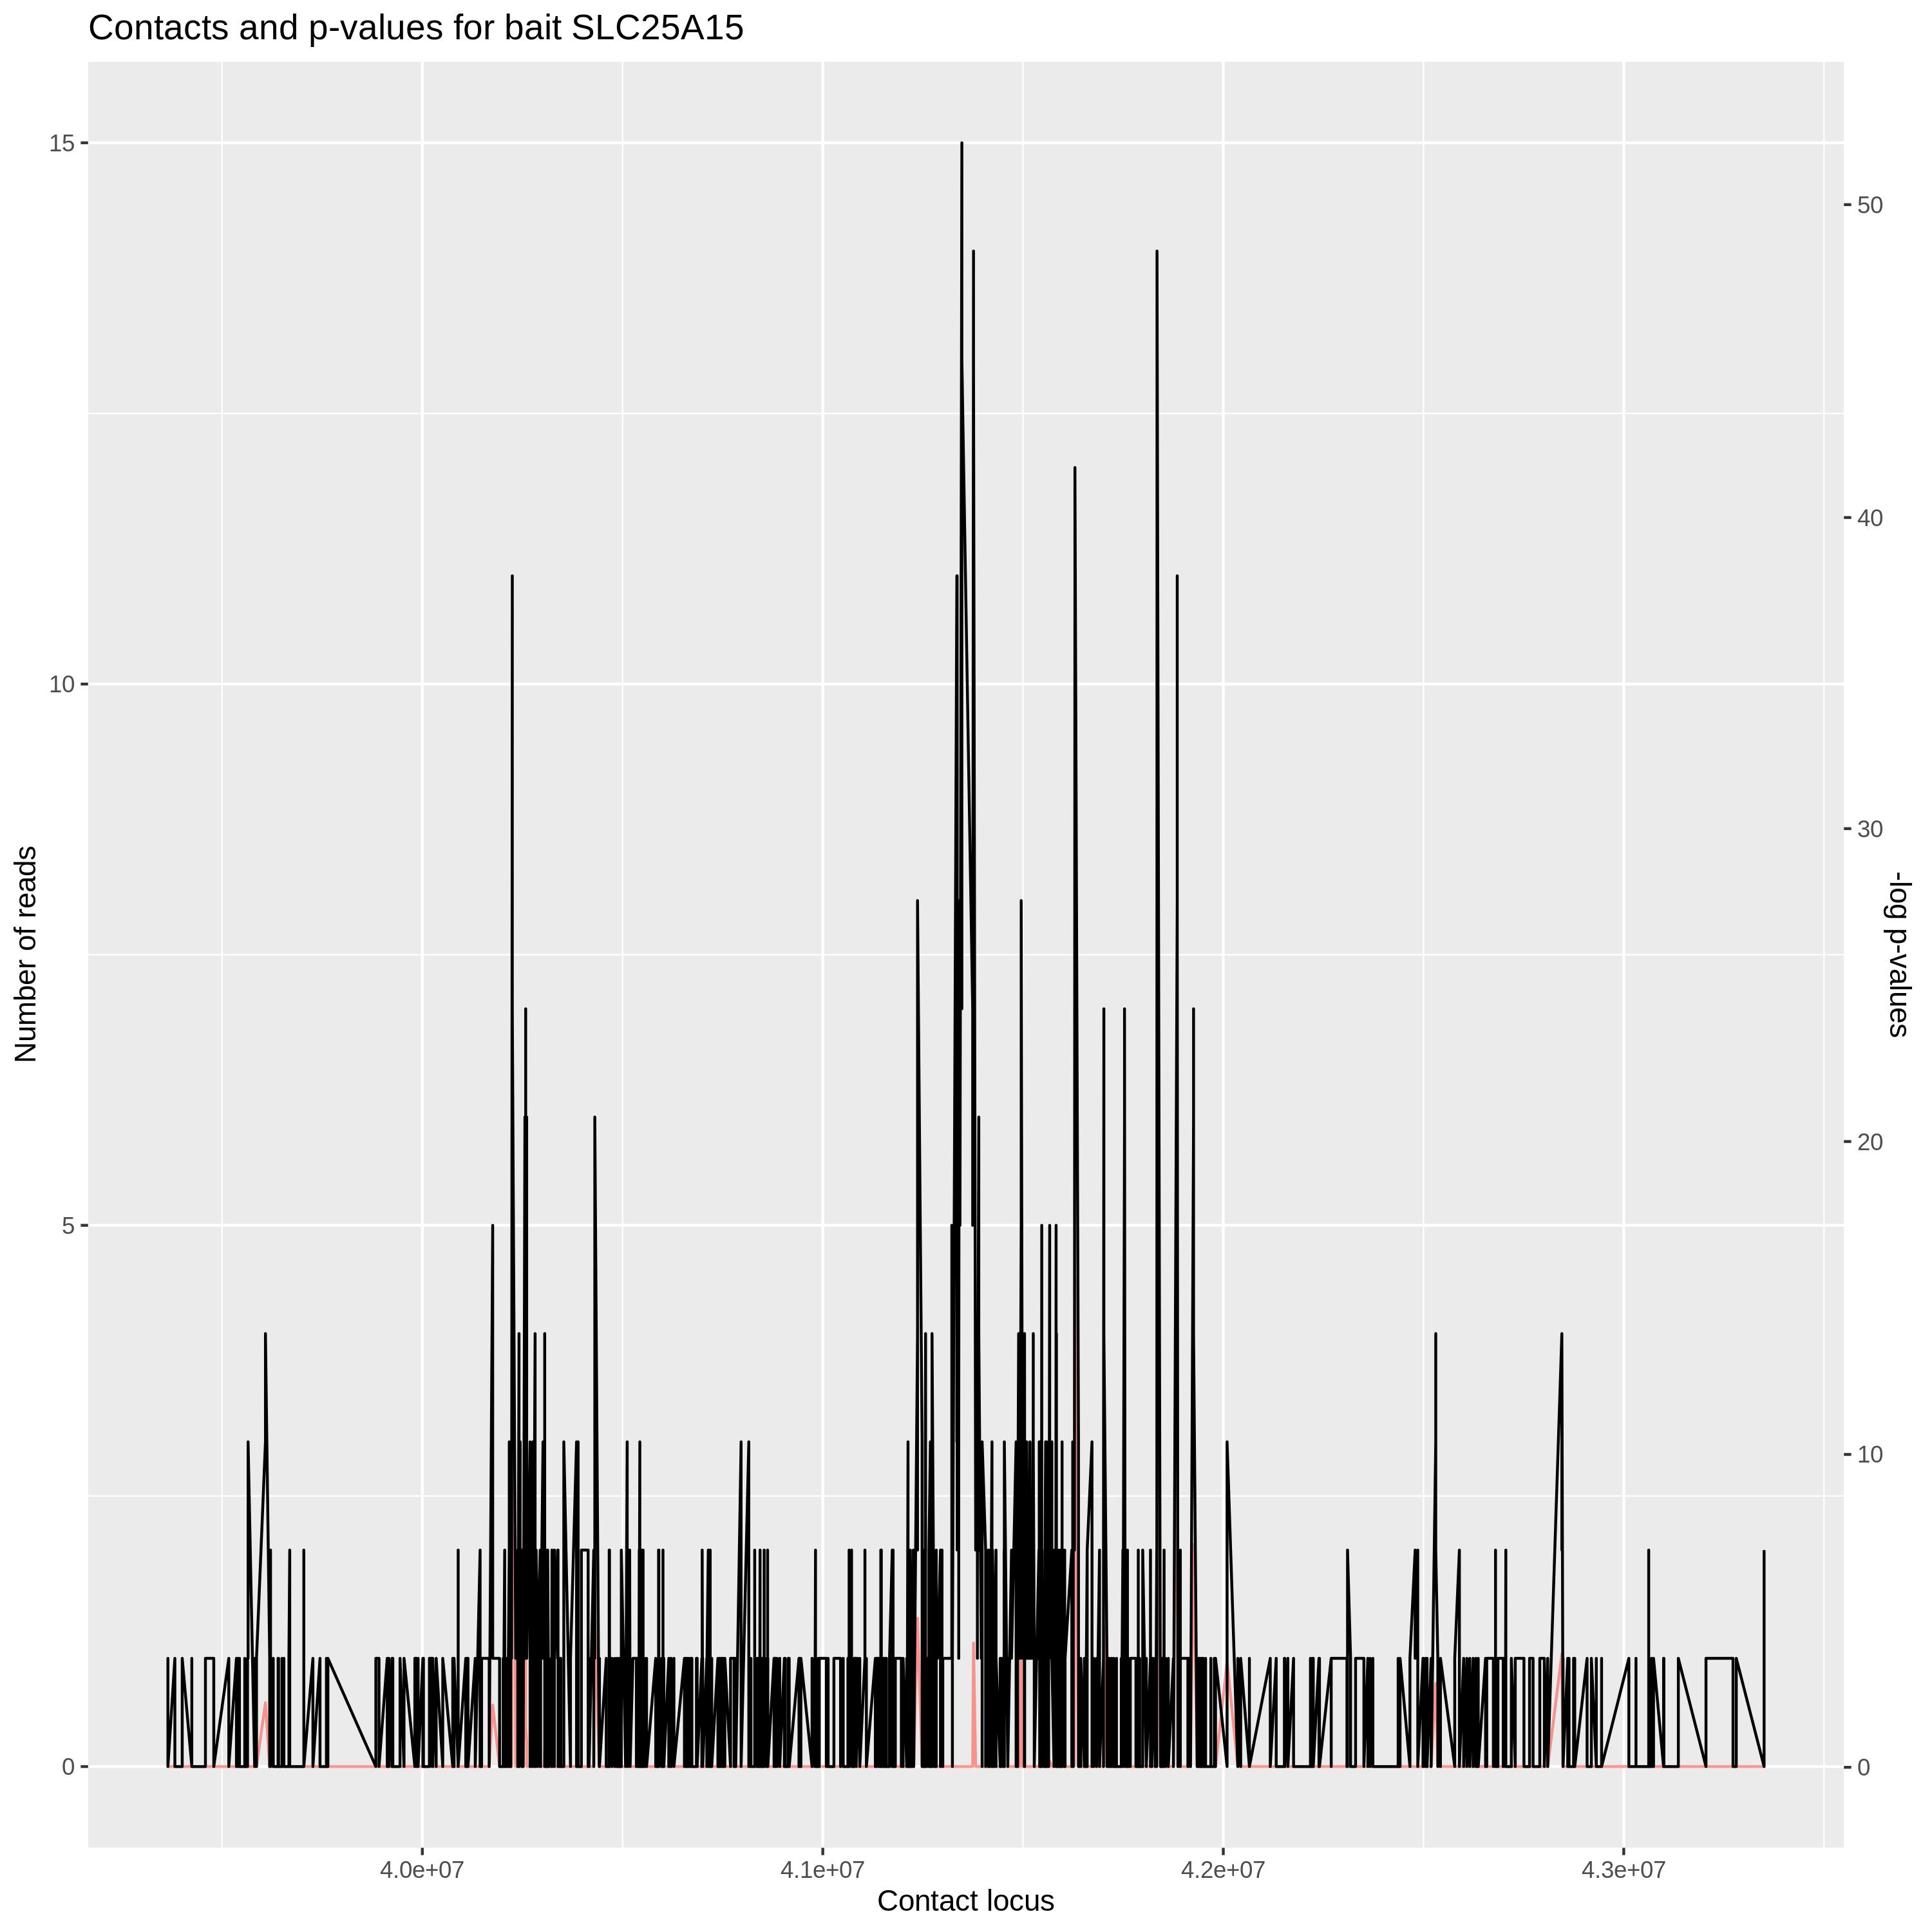 Contacts and p-values for bait SLC25A15
15
10
5
0
Number of reads
50
40
30
20
10
0
-log p-values
4.0e+07 4.1e+07 4.2e+07 4.3e+07
Contact locus